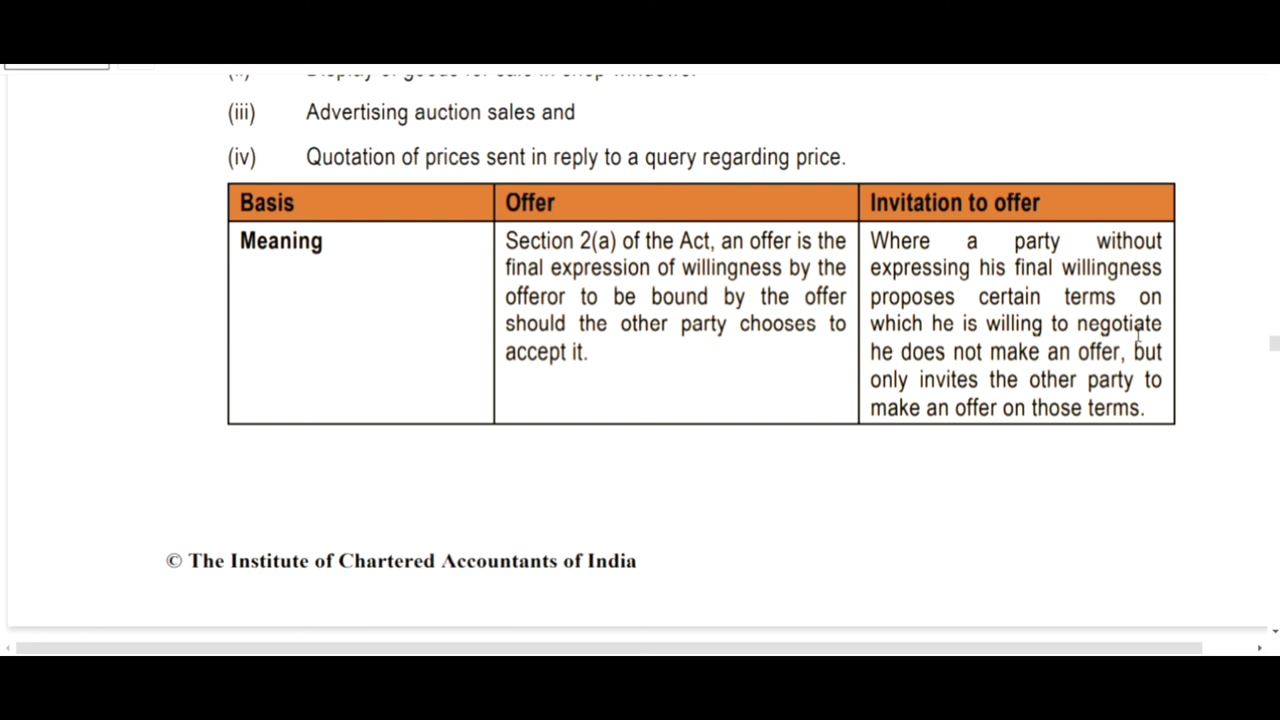 (iii) Advertising auction sales and
(iv) Quotation of prices sent in reply to a query regarding price.
Basis Offer Invitation to offer
Meaning
Section 2(a) of the Act, an offer is the
final expression of willingness by the
offeror to be bound by the offer
should the other party chooses to
accept it.
Where a party without
expressing his final willingness
proposes certain terms on
which he is willing to negotiate
he does not make an offer, but
only invites the other party to
make an offer on those terms.
© The Institute of Chartered Accountants of India